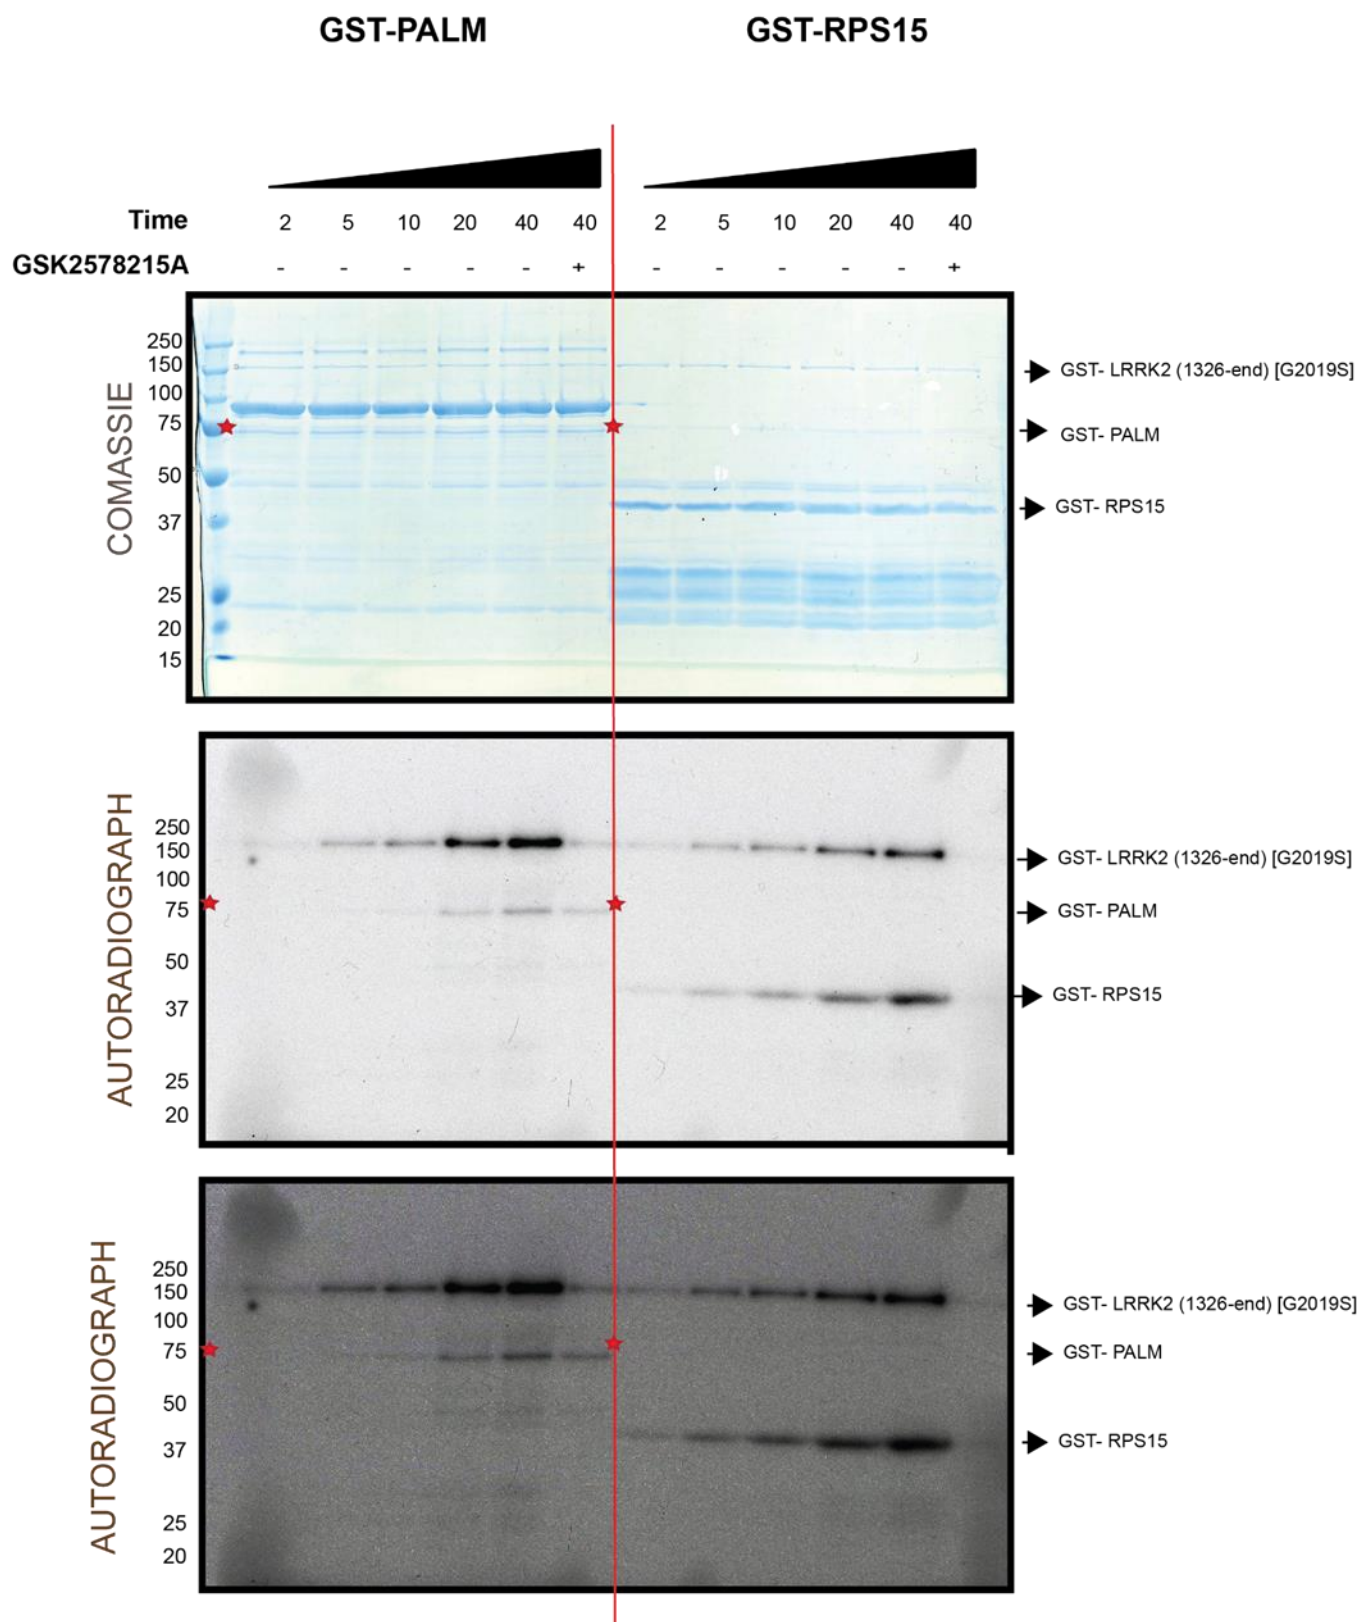 GST-PALM GST-RPS15
Time 2 5 10 20 40 40 2 5 10 20 40 40
GSK2578215A - - - - - + - - - - - +
COMASSIE
250
150
100
75
50
37
25
20
15
GST- LRRK2 (1326-end) [G2019S]
GST- PALM
GST- RPS15
AUTORADIOGRAPH
250
150
100
75
50
37
25
20
GST- LRRK2 (1326-end) [G2019S]
GST- PALM
GST- RPS15
AUTORADIOGRAPH
250
150
100
75
50
37
25
20
GST- LRRK2 (1326-end) [G2019S]
GST- PALM
GST- RPS15